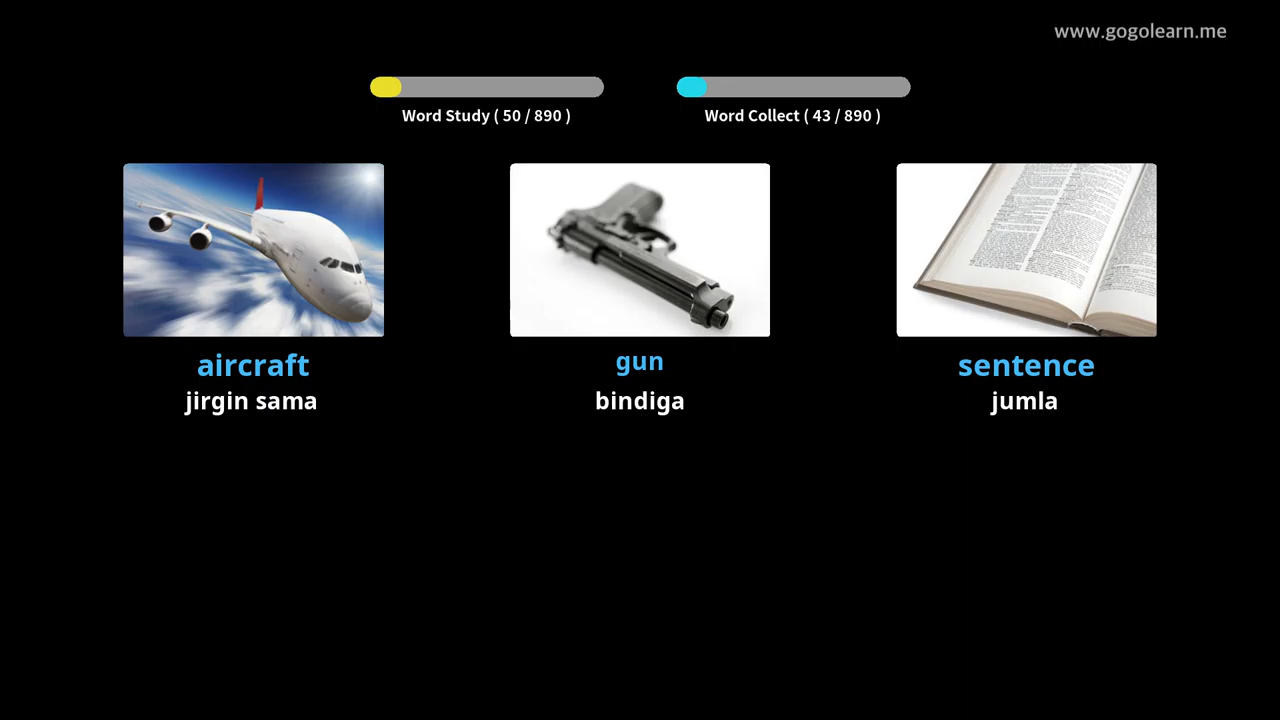 www.gogolearn.me
Word Study ( 50 / 890 )
Word Collect ( 43 / 890 )
aircraft
jirgin sama
gun
bindiga
sentence
jumla